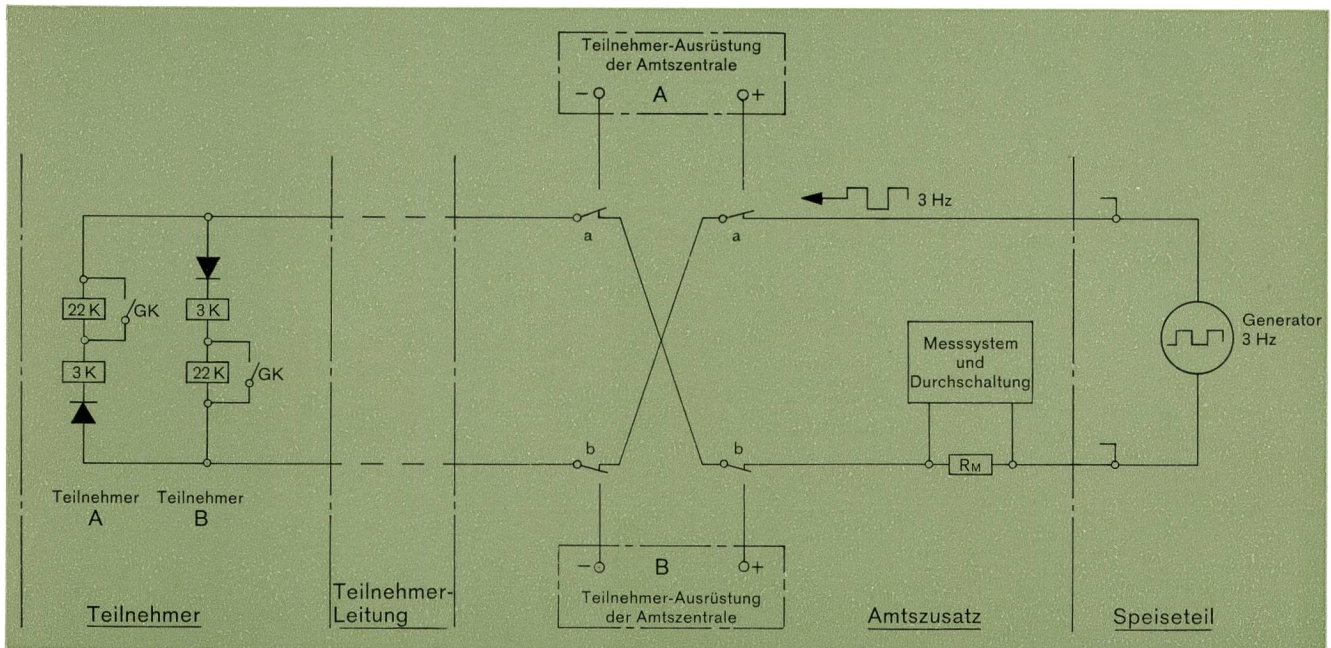 Teilnehmer-Ausrüstung
der Amtszentrale
− A +
3 Hz
a
a
22 K
GK
3 K
3 K
22 K
GK
Generator
3 Hz
Messsystem
und
Durchschaltung
b
b
RM
Teilnehmer
A
Teilnehmer
B
− B +
Teilnehmer-Ausrüstung
der Amtszentrale
Teilnehmer
Teilnehmer-
Leitung
Amtszusatz
Speiseteil